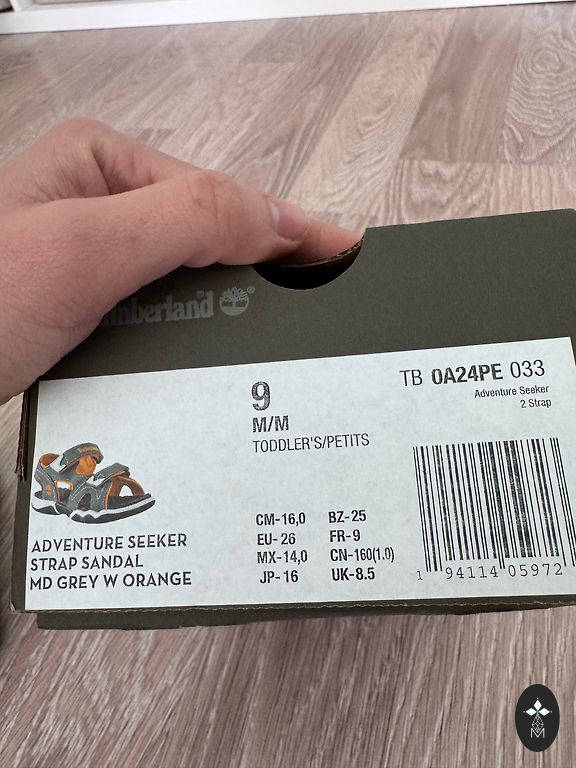 Timberland
9
M/M
TODDLER'S/PETITS
TB 0A24PE 033
Adventure Seeker
2 Strap
CM-16,0 BZ-25
EU- 26 FR-9
MX-14,0 CN-160(1.0)
JP- 16 UK-8.5
ADVENTURE SEEKER
STRAP SANDAL
MD GREY W ORANGE
1 94114 05972
M